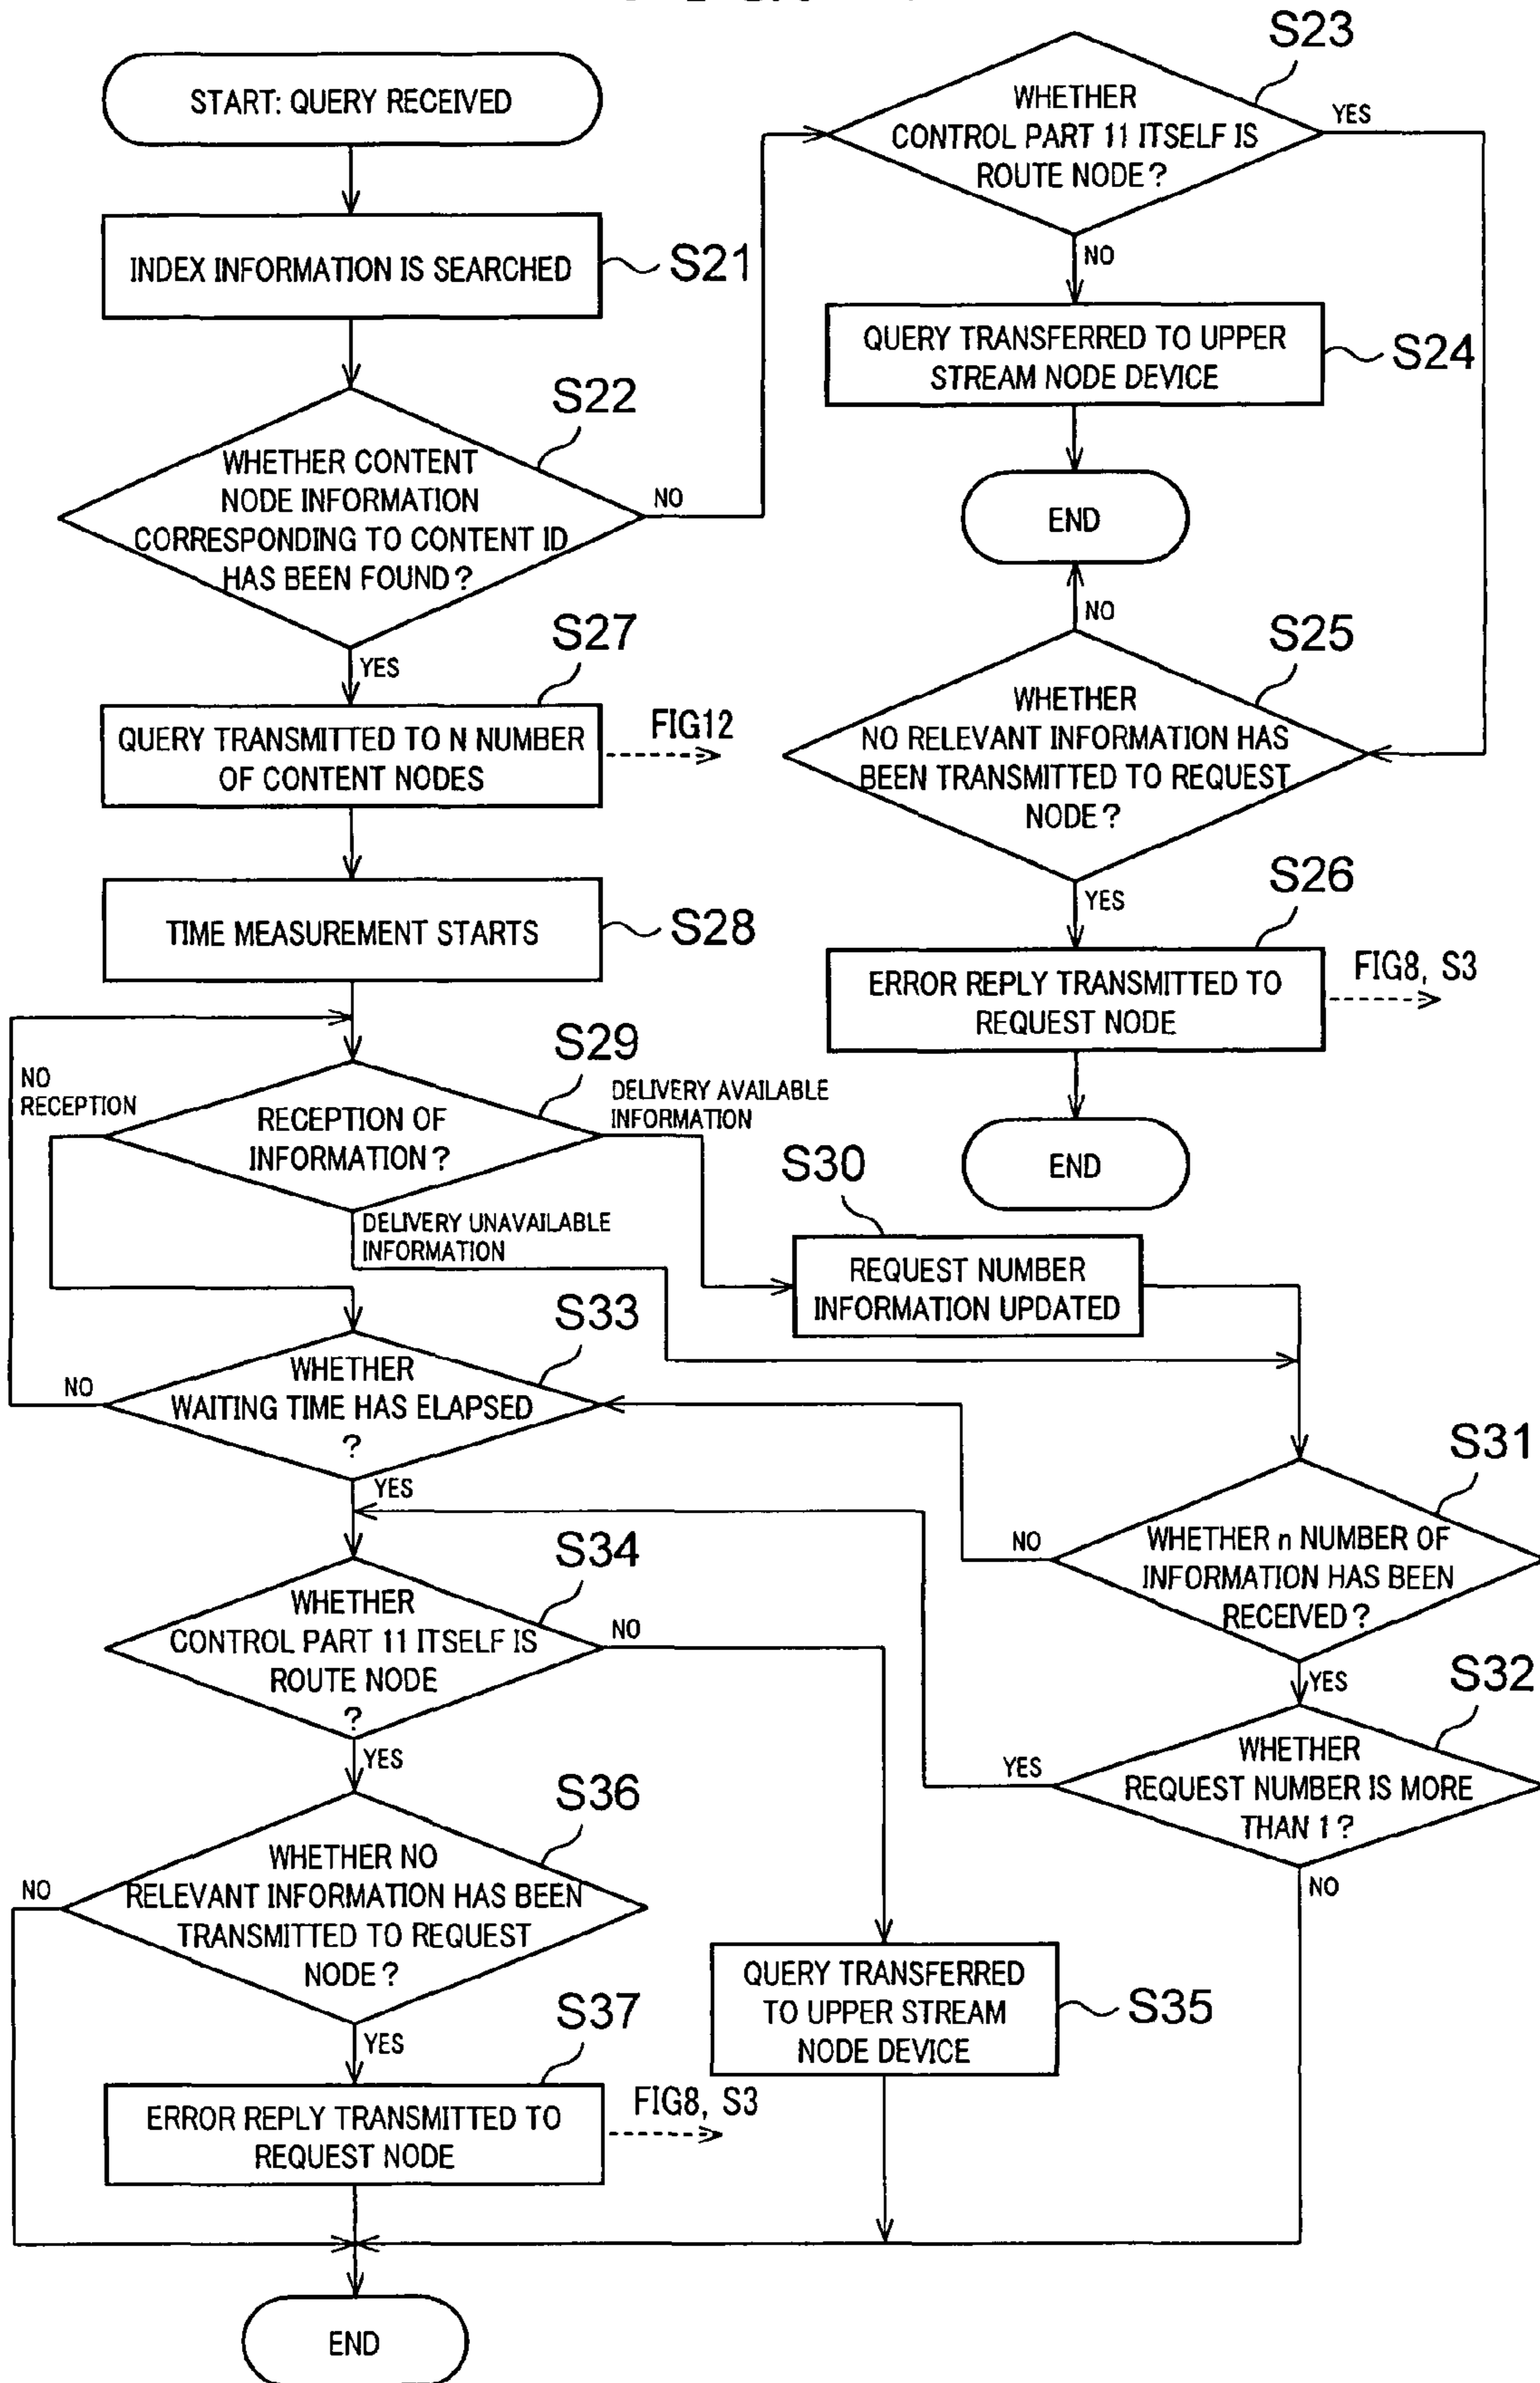 START: QUERY RECEIVED
INDEX INFORMATION IS SEARCHED
S21
S22
WHETHER CONTENT
NODE INFORMATION
CORRESPONDING TO CONTENT ID
HAS BEEN FOUND?
NO
YES
S23
WHETHER
CONTROL PART 11 ITSELF IS
ROUTE NODE?
YES
NO
QUERY TRANSFERRED TO UPPER
STREAM NODE DEVICE
S24
END
NO
S25
WHETHER
NO RELEVANT INFORMATION HAS
BEEN TRANSMITTED TO REQUEST
NODE?
YES
S26
ERROR REPLY TRANSMITTED TO
REQUEST NODE
FIG8, S3
END
S27
QUERY TRANSMITTED TO N NUMBER
OF CONTENT NODES
FIG12
TIME MEASUREMENT STARTS
S28
S29
RECEPTION OF
INFORMATION?
NO
RECEPTION
DELIVERY AVAILABLE
INFORMATION
DELIVERY UNAVAILABLE
INFORMATION
S30
REQUEST NUMBER
INFORMATION UPDATED
S33
WHETHER
WAITING TIME HAS ELAPSED
?
NO
YES
S31
WHETHER n NUMBER OF
INFORMATION HAS BEEN
RECEIVED?
NO
YES
S32
WHETHER
REQUEST NUMBER IS MORE
THAN 1?
YES
NO
S34
WHETHER
CONTROL PART 11 ITSELF IS
ROUTE NODE
?
NO
YES
S36
WHETHER NO
RELEVANT INFORMATION HAS BEEN
TRANSMITTED TO REQUEST
NODE?
NO
YES
QUERY TRANSFERRED
TO UPPER STREAM
NODE DEVICE
S35
S37
ERROR REPLY TRANSMITTED TO
REQUEST NODE
FIG8, S3
END